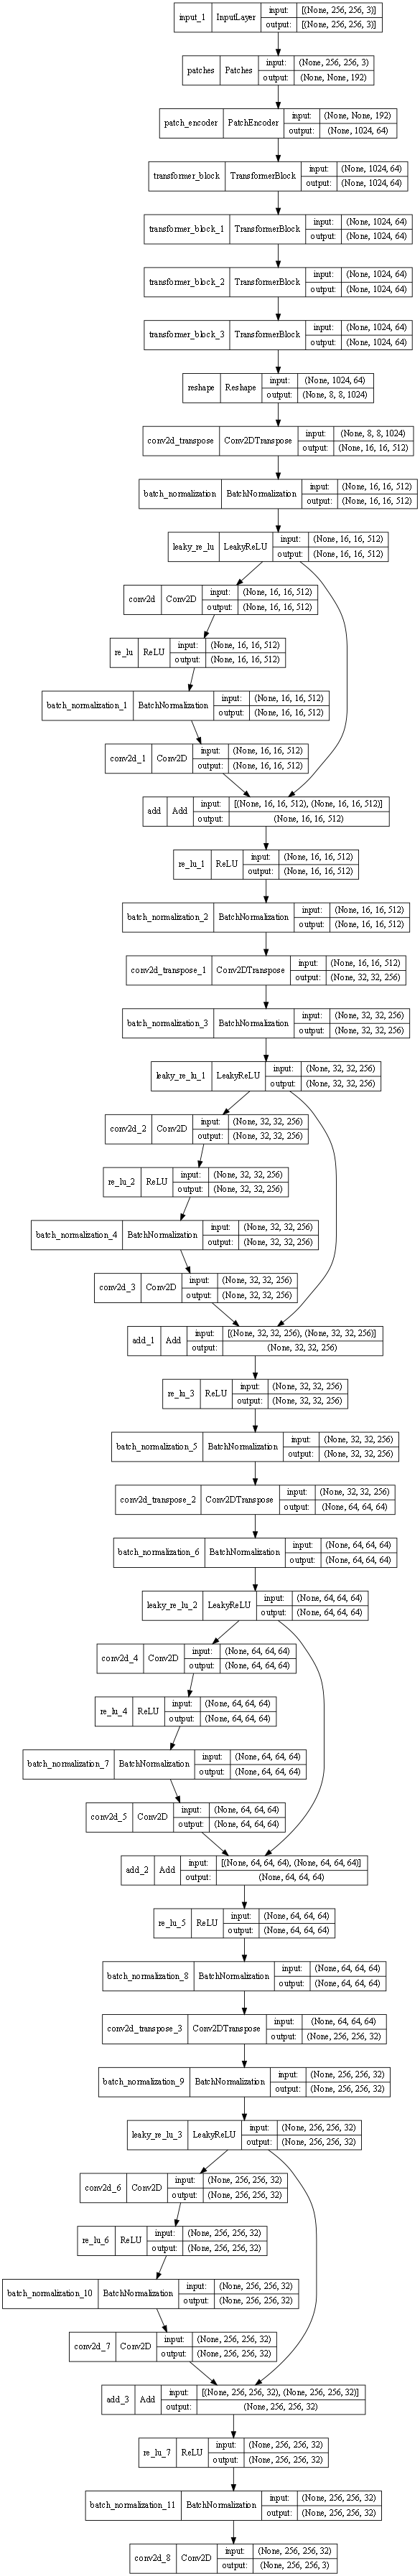 input_1 InputLayer input: [(None, 256, 256, 3)]
output: [(None, 256, 256, 3)]
patches Patches input: (None, 256, 256, 3)
output: (None, None, 192)
patch_encoder PatchEncoder input: (None, None, 192)
output: (None, 1024, 64)
transformer_block TransformerBlock input: (None, 1024, 64)
output: (None, 1024, 64)
transformer_block_1 TransformerBlock input: (None, 1024, 64)
output: (None, 1024, 64)
transformer_block_2 TransformerBlock input: (None, 1024, 64)
output: (None, 1024, 64)
transformer_block_3 TransformerBlock input: (None, 1024, 64)
output: (None, 1024, 64)
reshape Reshape input: (None, 1024, 64)
output: (None, 8, 8, 1024)
conv2d_transpose Conv2DTranspose input: (None, 8, 8, 1024)
output: (None, 16, 16, 512)
batch_normalization BatchNormalization input: (None, 16, 16, 512)
output: (None, 16, 16, 512)
leaky_re_lu LeakyReLU input: (None, 16, 16, 512)
output: (None, 16, 16, 512)
conv2d Conv2D input: (None, 16, 16, 512)
output: (None, 16, 16, 512)
re_lu ReLU input: (None, 16, 16, 512)
output: (None, 16, 16, 512)
batch_normalization_1 BatchNormalization input: (None, 16, 16, 512)
output: (None, 16, 16, 512)
conv2d_1 Conv2D input: (None, 16, 16, 512)
output: (None, 16, 16, 512)
add Add input: [(None, 16, 16, 512), (None, 16, 16, 512)]
output: (None, 16, 16, 512)
re_lu_1 ReLU input: (None, 16, 16, 512)
output: (None, 16, 16, 512)
batch_normalization_2 BatchNormalization input: (None, 16, 16, 512)
output: (None, 16, 16, 512)
conv2d_transpose_1 Conv2DTranspose input: (None, 16, 16, 512)
output: (None, 32, 32, 256)
batch_normalization_3 BatchNormalization input: (None, 32, 32, 256)
output: (None, 32, 32, 256)
leaky_re_lu_1 LeakyReLU input: (None, 32, 32, 256)
output: (None, 32, 32, 256)
conv2d_2 Conv2D input: (None, 32, 32, 256)
output: (None, 32, 32, 256)
re_lu_2 ReLU input: (None, 32, 32, 256)
output: (None, 32, 32, 256)
batch_normalization_4 BatchNormalization input: (None, 32, 32, 256)
output: (None, 32, 32, 256)
conv2d_3 Conv2D input: (None, 32, 32, 256)
output: (None, 32, 32, 256)
add_1 Add input: [(None, 32, 32, 256), (None, 32, 32, 256)]
output: (None, 32, 32, 256)
re_lu_3 ReLU input: (None, 32, 32, 256)
output: (None, 32, 32, 256)
batch_normalization_5 BatchNormalization input: (None, 32, 32, 256)
output: (None, 32, 32, 256)
conv2d_transpose_2 Conv2DTranspose input: (None, 32, 32, 256)
output: (None, 64, 64, 64)
batch_normalization_6 BatchNormalization input: (None, 64, 64, 64)
output: (None, 64, 64, 64)
leaky_re_lu_2 LeakyReLU input: (None, 64, 64, 64)
output: (None, 64, 64, 64)
conv2d_4 Conv2D input: (None, 64, 64, 64)
output: (None, 64, 64, 64)
re_lu_4 ReLU input: (None, 64, 64, 64)
output: (None, 64, 64, 64)
batch_normalization_7 BatchNormalization input: (None, 64, 64, 64)
output: (None, 64, 64, 64)
conv2d_5 Conv2D input: (None, 64, 64, 64)
output: (None, 64, 64, 64)
add_2 Add input: [(None, 64, 64, 64), (None, 64, 64, 64)]
output: (None, 64, 64, 64)
re_lu_5 ReLU input: (None, 64, 64, 64)
output: (None, 64, 64, 64)
batch_normalization_8 BatchNormalization input: (None, 64, 64, 64)
output: (None, 64, 64, 64)
conv2d_transpose_3 Conv2DTranspose input: (None, 64, 64, 64)
output: (None, 256, 256, 32)
batch_normalization_9 BatchNormalization input: (None, 256, 256, 32)
output: (None, 256, 256, 32)
leaky_re_lu_3 LeakyReLU input: (None, 256, 256, 32)
output: (None, 256, 256, 32)
conv2d_6 Conv2D input: (None, 256, 256, 32)
output: (None, 256, 256, 32)
re_lu_6 ReLU input: (None, 256, 256, 32)
output: (None, 256, 256, 32)
batch_normalization_10 BatchNormalization input: (None, 256, 256, 32)
output: (None, 256, 256, 32)
conv2d_7 Conv2D input: (None, 256, 256, 32)
output: (None, 256, 256, 32)
add_3 Add input: [(None, 256, 256, 32), (None, 256, 256, 32)]
output: (None, 256, 256, 32)
re_lu_7 ReLU input: (None, 256, 256, 32)
output: (None, 256, 256, 32)
batch_normalization_11 BatchNormalization input: (None, 256, 256, 32)
output: (None, 256, 256, 32)
conv2d_8 Conv2D input: (None, 256, 256, 32)
output: (None, 256, 256, 3)